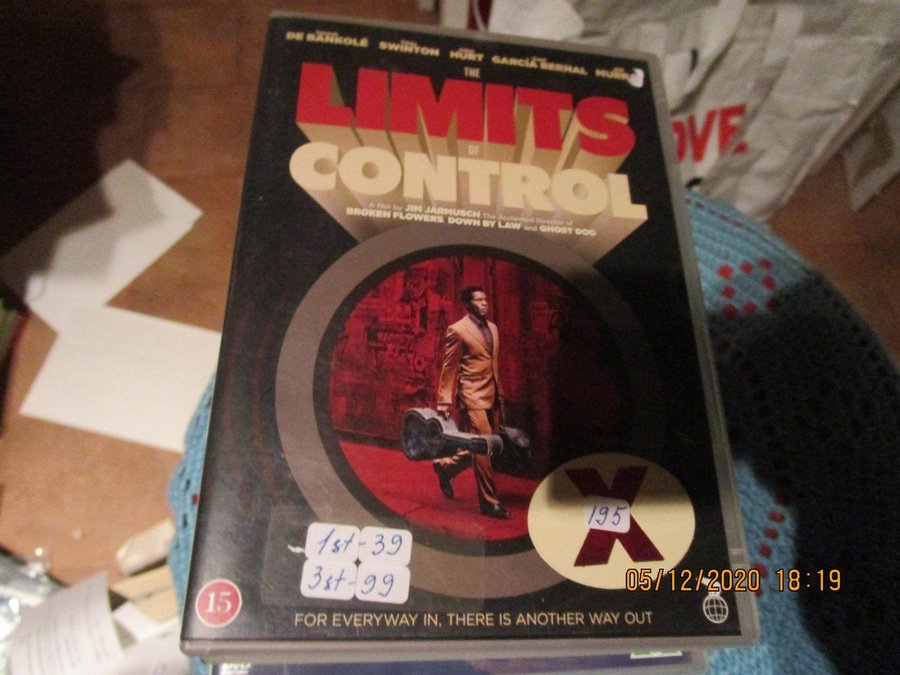 DE BANKOLÉ SWINTON HURT GARCÍA BERNAL
THE
LIMITS
OF
CONTROL
A film by JIM JARMUSCH The Acclaimed Director of
BROKEN FLOWERS, DOWN BY LAW and GHOST DOG
OVE.
X
195
1st-39
3st-99
15
FOR EVERYWAY IN, THERE IS ANOTHER WAY OUT
05/12/2020 18:19